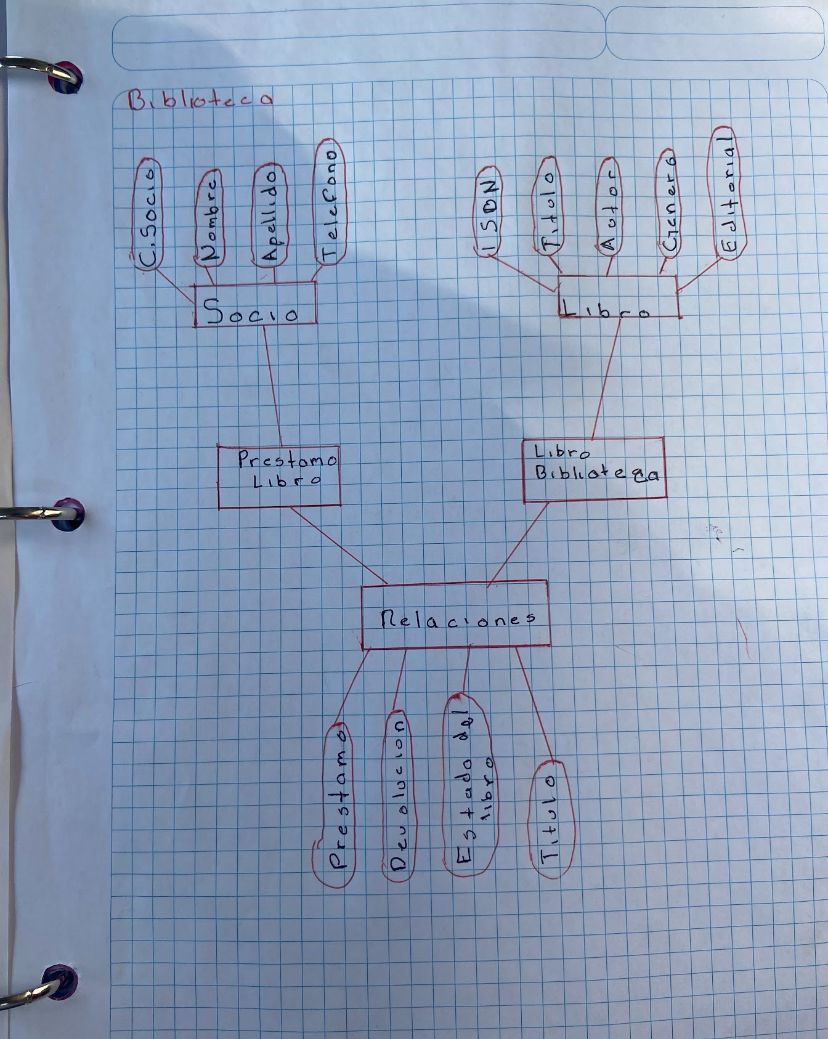 Biblioteca
C.Socio
Nombre
Apellido
Telefono
ISDN
Titulo
Autor
Genero
Editorial
Socio
Libro
Prestamo
Libro
Libro
Biblioteca
Relaciones
Prestamo
Devolucion
Estado del
libro
Titulo